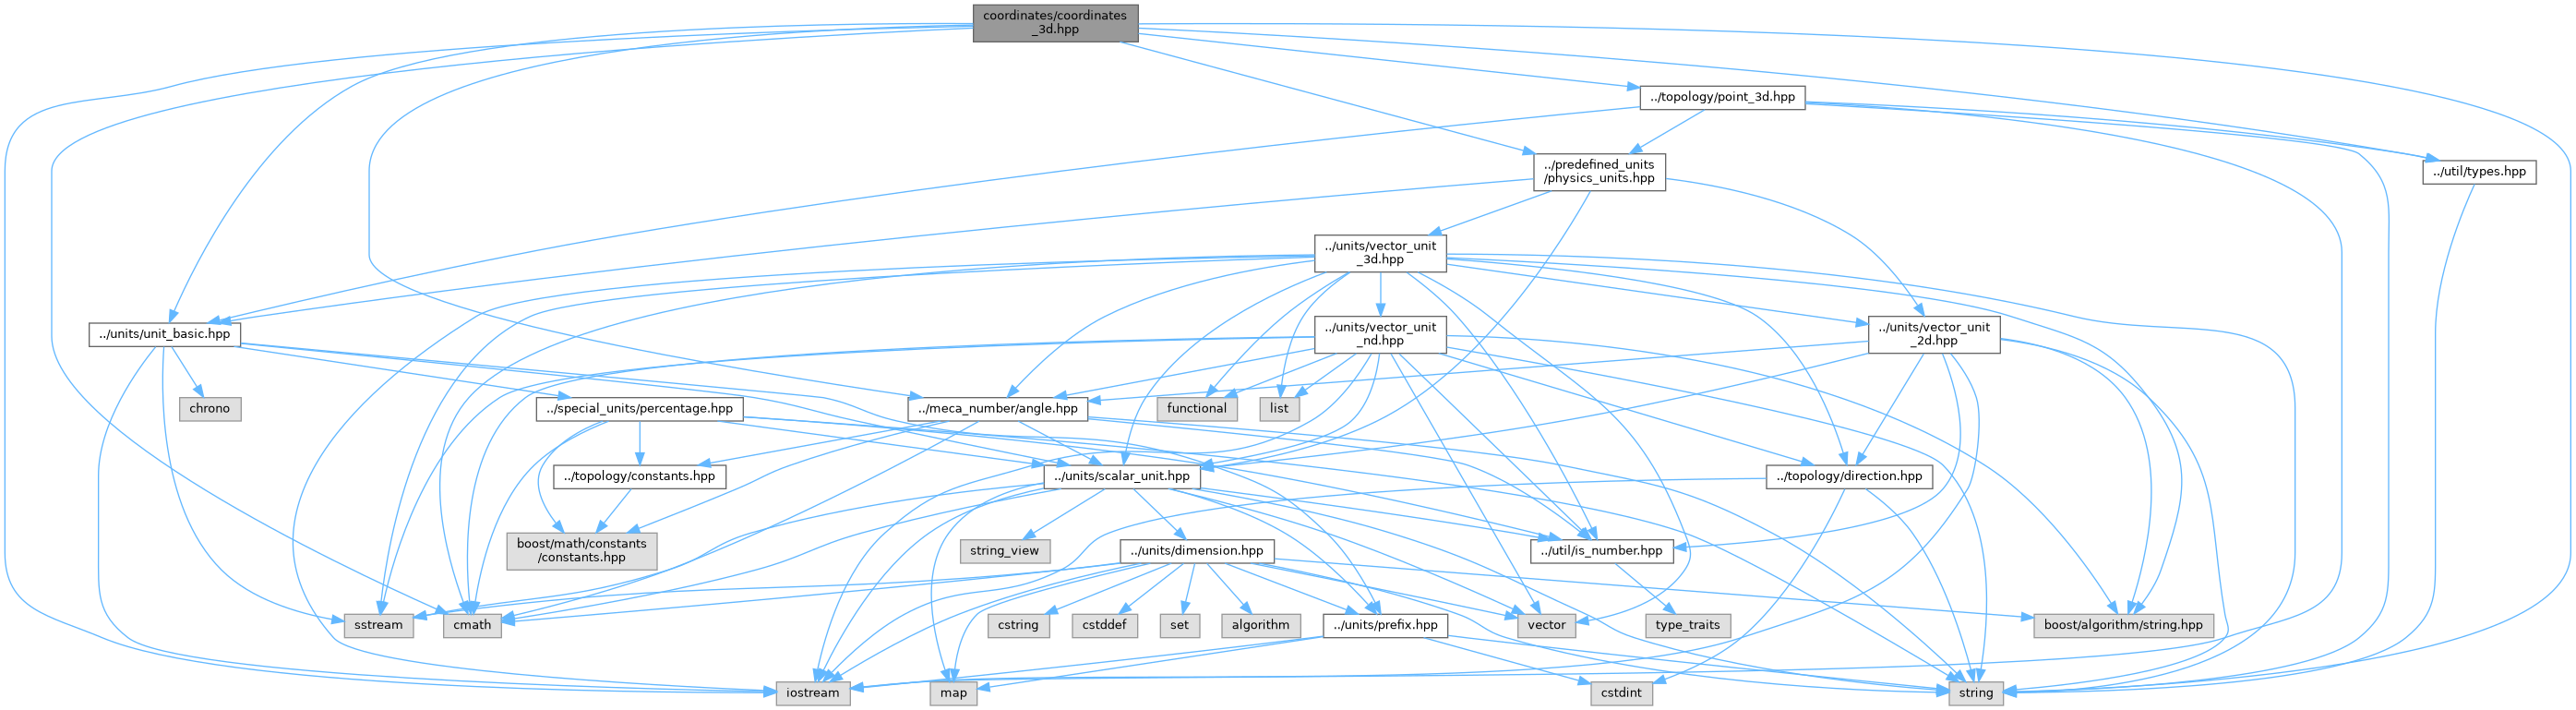 coordinates/coordinates
_3d.hpp
../topology/point_3d.hpp
../predefined_units
/physics_units.hpp
../util/types.hpp
../units/vector_unit
_3d.hpp
../units/unit_basic.hpp
../units/vector_unit
_nd.hpp
../units/vector_unit
_2d.hpp
chrono
../special_units/percentage.hpp
../meca_number/angle.hpp
functional
list
../topology/constants.hpp
../units/scalar_unit.hpp
../topology/direction.hpp
boost/math/constants
/constants.hpp
string_view
../units/dimension.hpp
../util/is_number.hpp
sstream
cmath
cstring
cstddef
set
algorithm
../units/prefix.hpp
vector
type_traits
boost/algorithm/string.hpp
iostream
map
cstdint
string